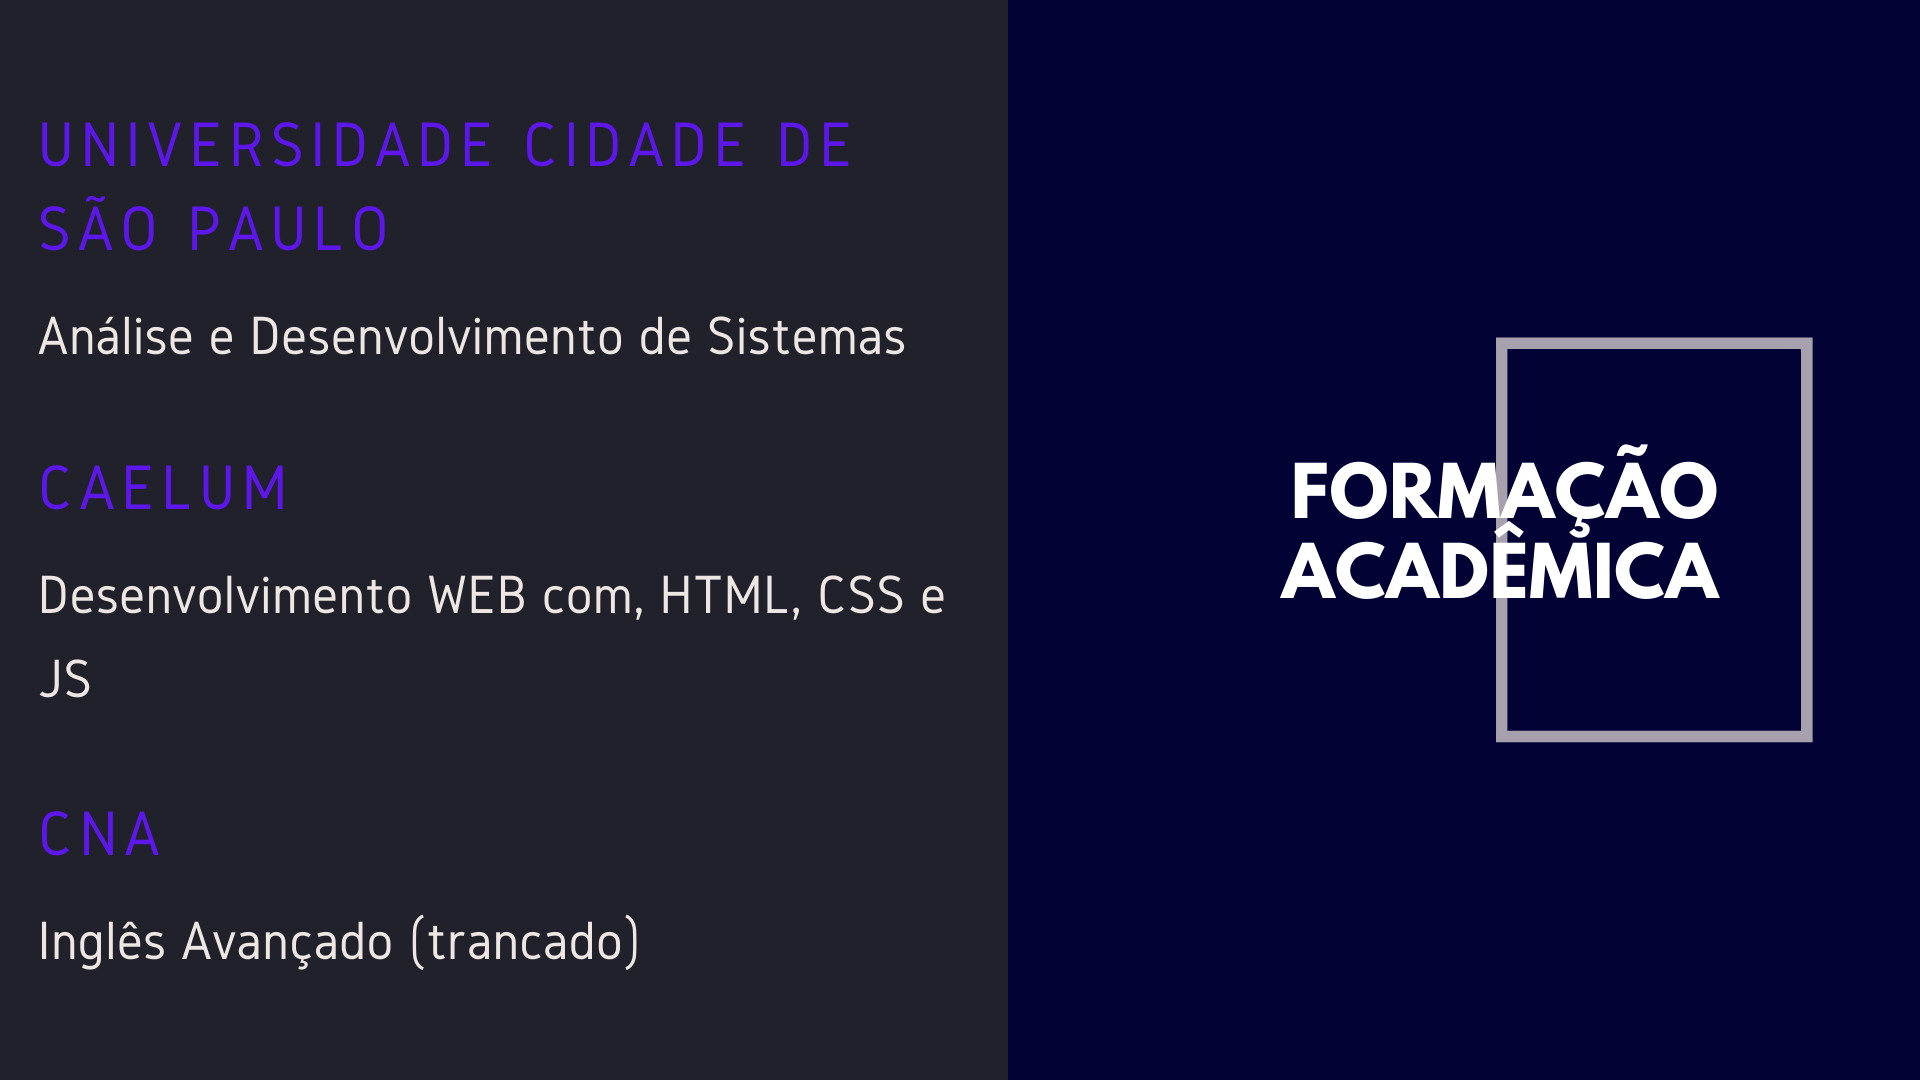 UNIVERSIDADE CIDADE DE
SÃO PAULO
Análise e Desenvolvimento de Sistemas
CAELUM
Desenvolvimento WEB com, HTML, CSS e
JS
CNA
Inglês Avançado (trancado)
FORMAÇÃO
ACADÊMICA